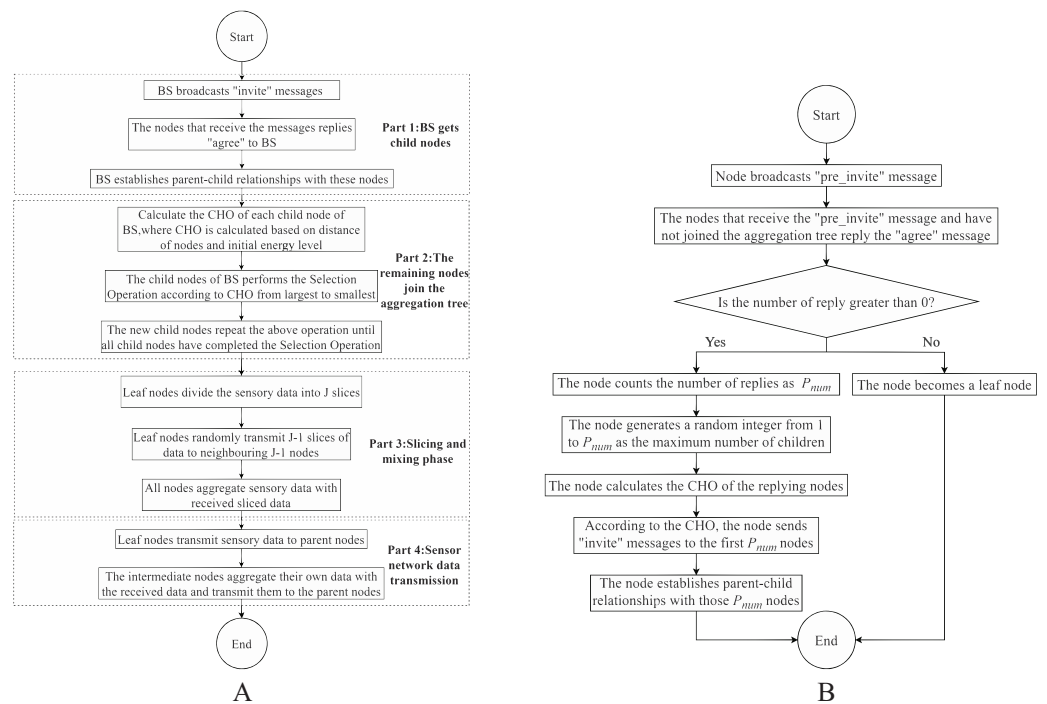 Start
BS broadcasts "invite" messages
The nodes that receive the messages replies
"agree" to BS
BS establishes parent-child relationships with these nodes
Part 1:BS gets
child nodes
Calculate the CHO of each child node of
BS,where CHO is calculated based on distance
of nodes and initial energy level
The child nodes of BS performs the Selection
Operation according to CHO from largest to smallest
The new child nodes repeat the above operation until
all child nodes have completed the Selection Operation
Part 2:The
remaining nodes
join the
aggregation tree
Leaf nodes divide the sensory data into J slices
Leaf nodes randomly transmit J-1 slices of
data to neighbouring J-1 nodes
All nodes aggregate sensory data with
received sliced data
Part 3:Slicing and
mixing phase
Leaf nodes transmit sensory data to parent nodes
The intermediate nodes aggregate their own data with
the received data and transmit them to the parent nodes
Part 4:Sensor
network data
transmission
End
A
Start
Node broadcasts "pre_invite" message
The nodes that receive the "pre_invite" message and have
not joined the aggregation tree reply the "agree" message
Is the number of reply greater than 0?
Yes
No
The node counts the number of replies as P_num
The node becomes a leaf node
The node generates a random integer from 1
to P_num as the maximum number of children
The node calculates the CHO of the replying nodes
According to the CHO, the node sends
"invite" messages to the first P_num nodes
The node establishes parent-child
relationships with those P_num nodes
End
B